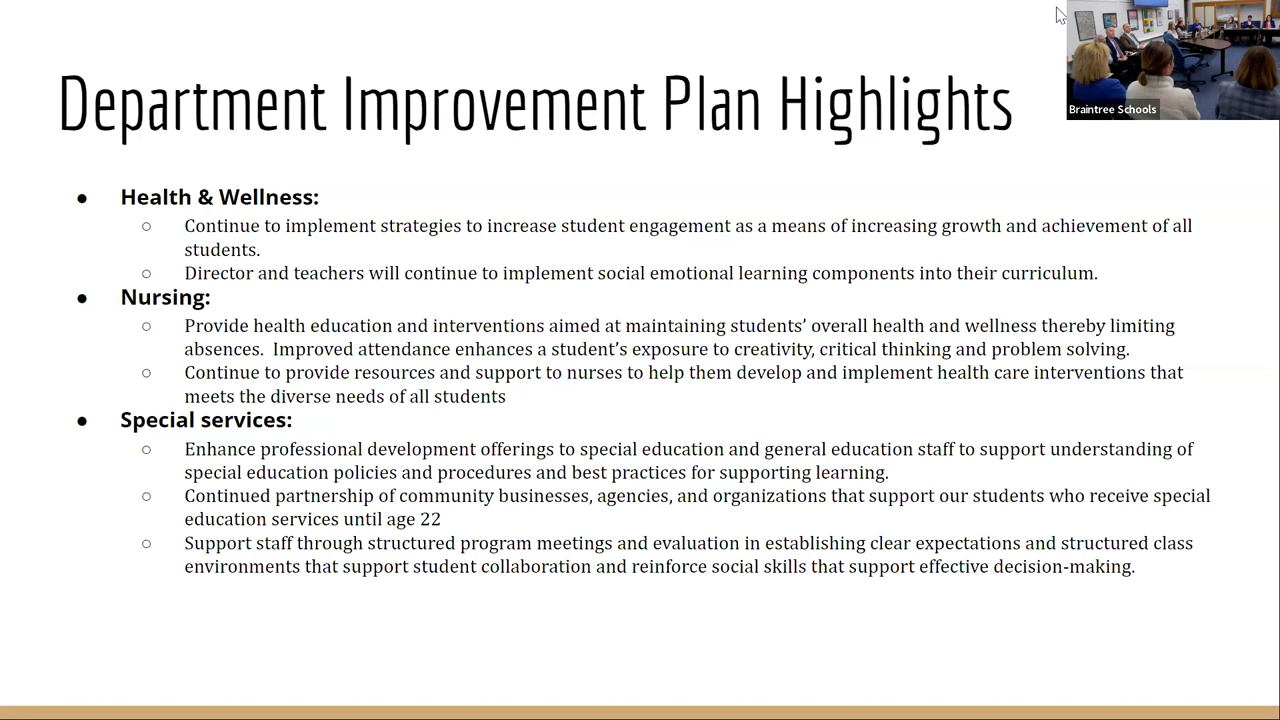 Braintree Schools
Department Improvement Plan Highlights
● Health & Wellness:
○ Continue to implement strategies to increase student engagement as a means of increasing growth and achievement of all
students.
○ Director and teachers will continue to implement social emotional learning components into their curriculum.
● Nursing:
○ Provide health education and interventions aimed at maintaining students’ overall health and wellness thereby limiting
absences.  Improved attendance enhances a student’s exposure to creativity, critical thinking and problem solving.
○ Continue to provide resources and support to nurses to help them develop and implement health care interventions that
meets the diverse needs of all students
● Special services:
○ Enhance professional development offerings to special education and general education staff to support understanding of
special education policies and procedures and best practices for supporting learning.
○ Continued partnership of community businesses, agencies, and organizations that support our students who receive special
education services until age 22
○ Support staff through structured program meetings and evaluation in establishing clear expectations and structured class
environments that support student collaboration and reinforce social skills that support effective decision-making.